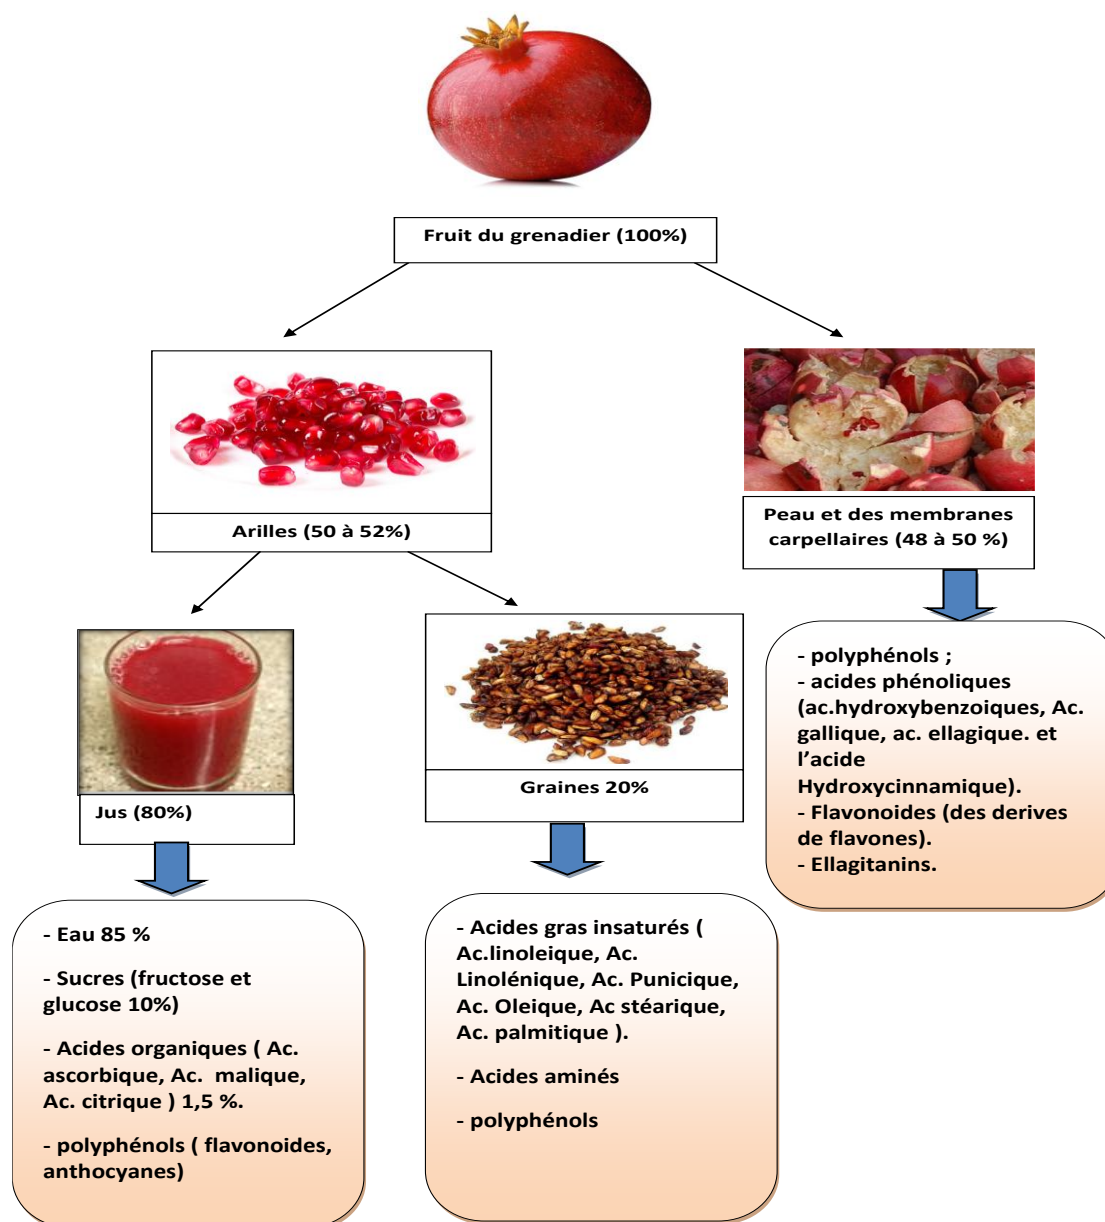 Fruit du grenadier (100%)
Arilles (50 à 52%)
Peau et des membranes
carpellaires (48 à 50 %)
Jus (80%)
Graines 20%
- polyphénols ;
- acides phénoliques
(ac.hydroxybenzoiques, Ac.
gallique, ac. ellagique. et
l’acide
Hydroxycinnamique).
- Flavonoides (des derives
de flavones).
- Ellagitanins.
- Eau 85 %
- Sucres (fructose et
glucose 10%)
- Acides organiques ( Ac.
ascorbique, Ac. malique,
Ac. citrique ) 1,5 %.
- polyphénols ( flavonoides,
anthocyanes)
- Acides gras insaturés (
Ac.linoleique, Ac.
Linolénique, Ac. Punicique,
Ac. Oleique, Ac stéarique,
Ac. palmitique ).
- Acides aminés
- polyphénols